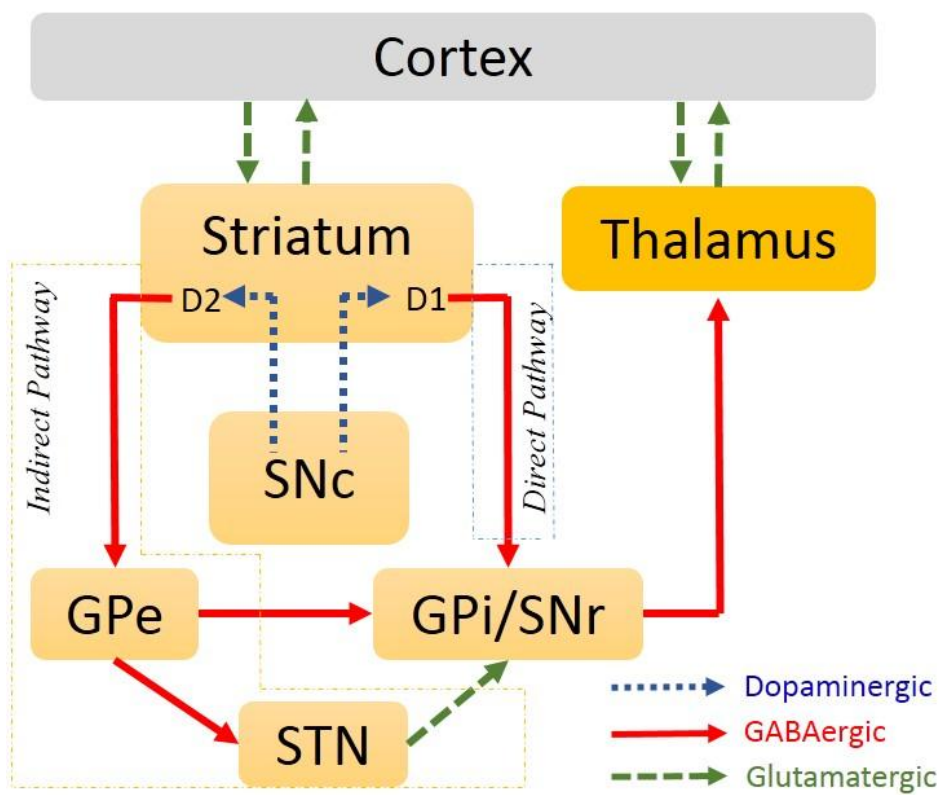 Cortex
Striatum
Thalamus
D2
D1
Indirect Pathway
Direct Pathway
SNc
GPe
GPi/SNr
STN
Dopaminergic
GABAergic
Glutamatergic